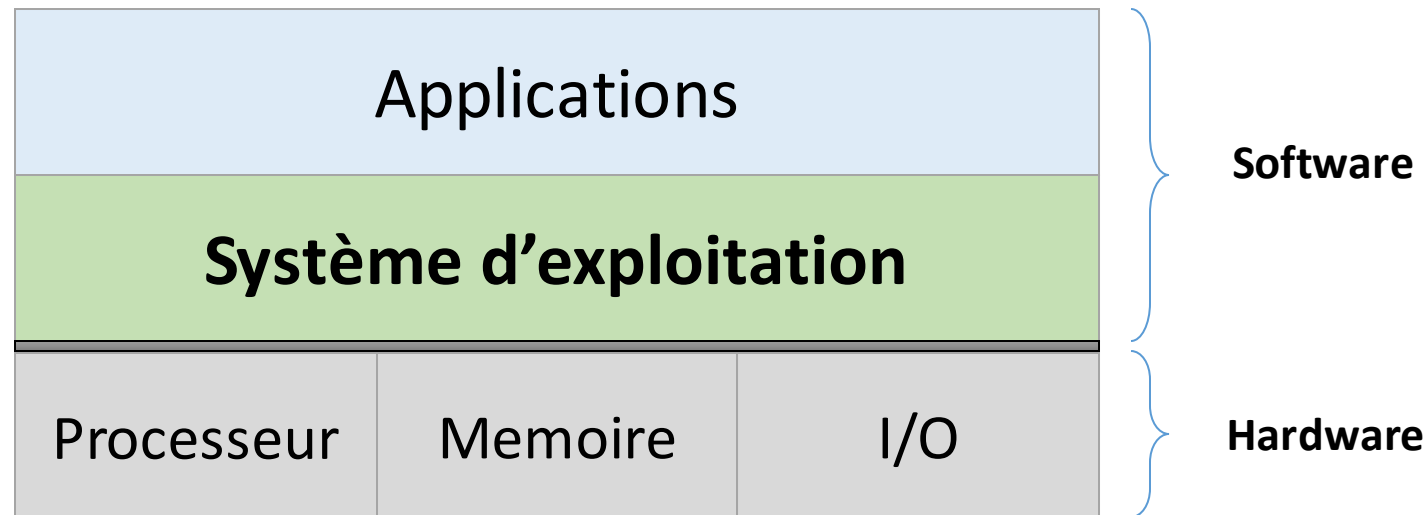 Applications
Software
Système d’exploitation
Processeur
Memoire
I/O
Hardware